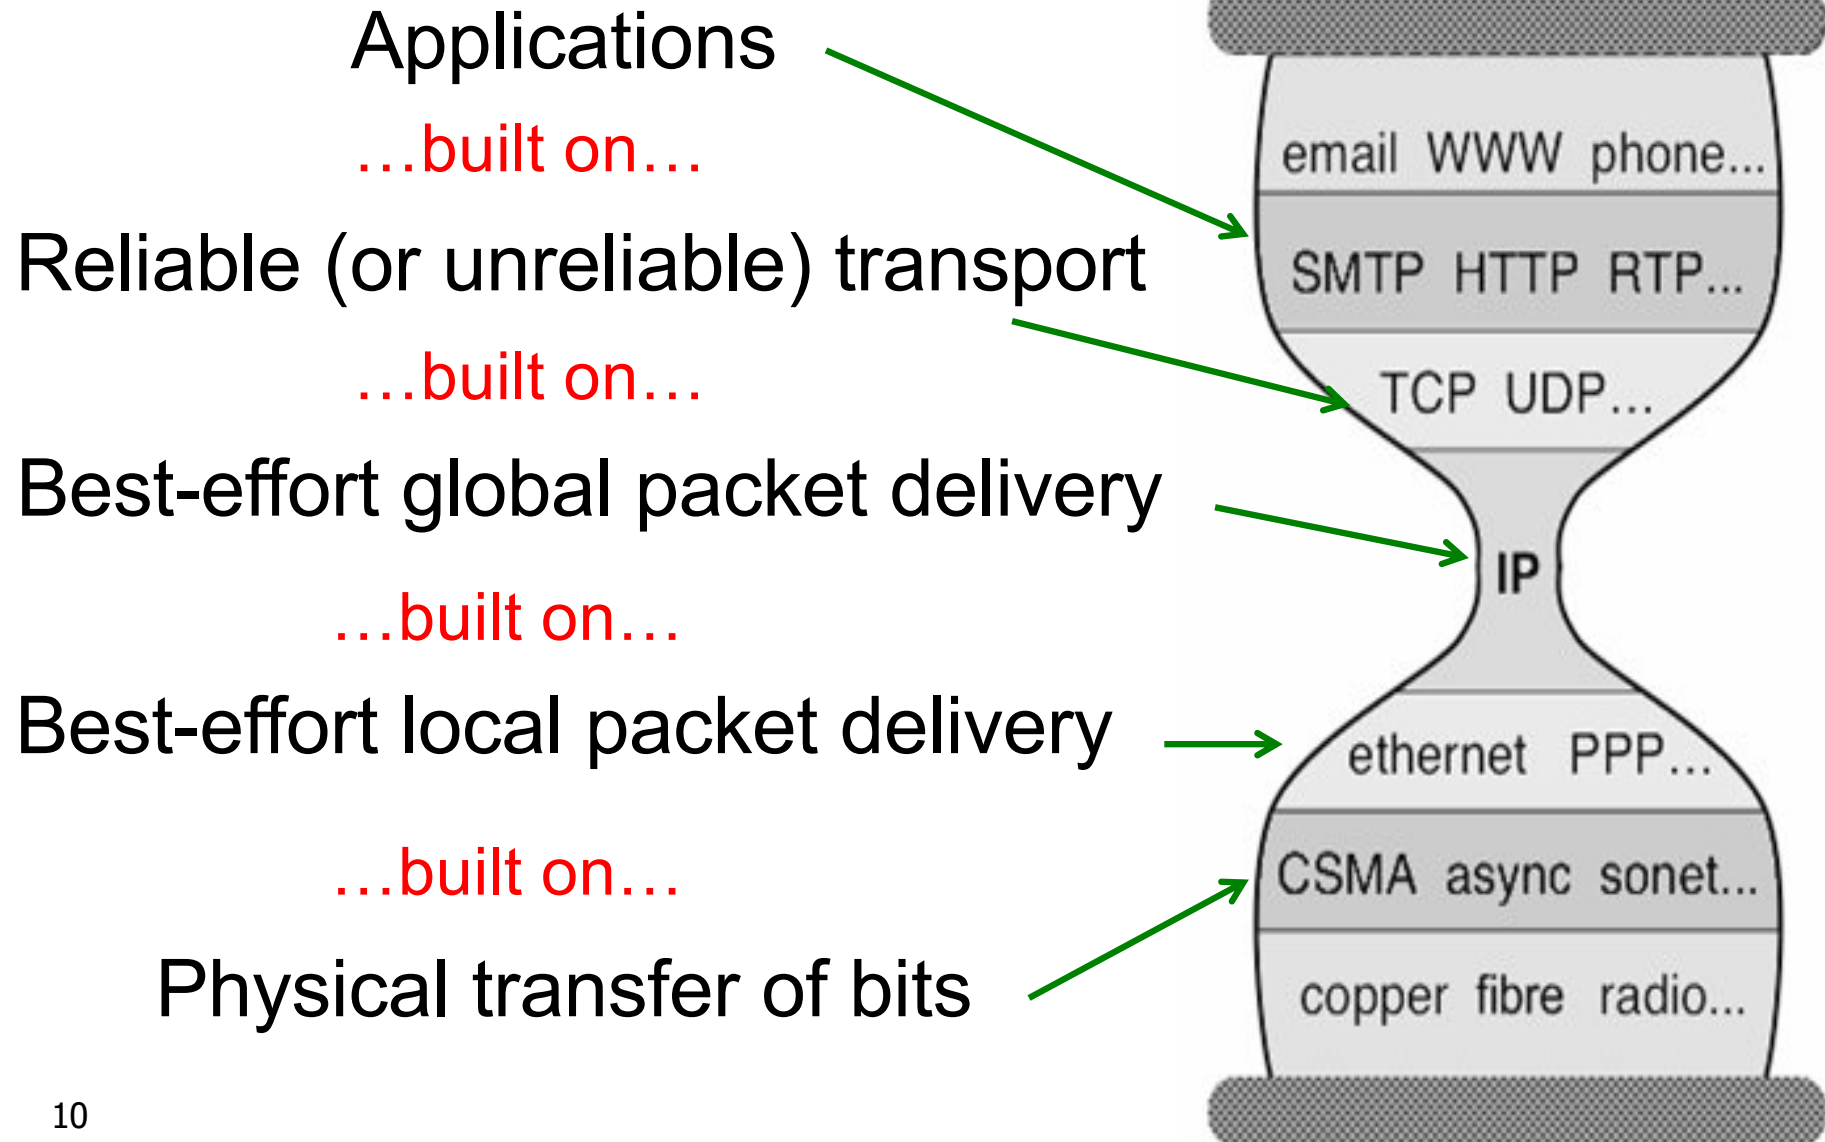 Applications
…built on…
Reliable (or unreliable) transport
…built on…
Best-effort global packet delivery
…built on…
Best-effort local packet delivery
…built on…
Physical transfer of bits
email WWW phone...
SMTP HTTP RTP...
TCP UDP...
IP
ethernet PPP...
CSMA async sonet...
copper fibre radio...
10